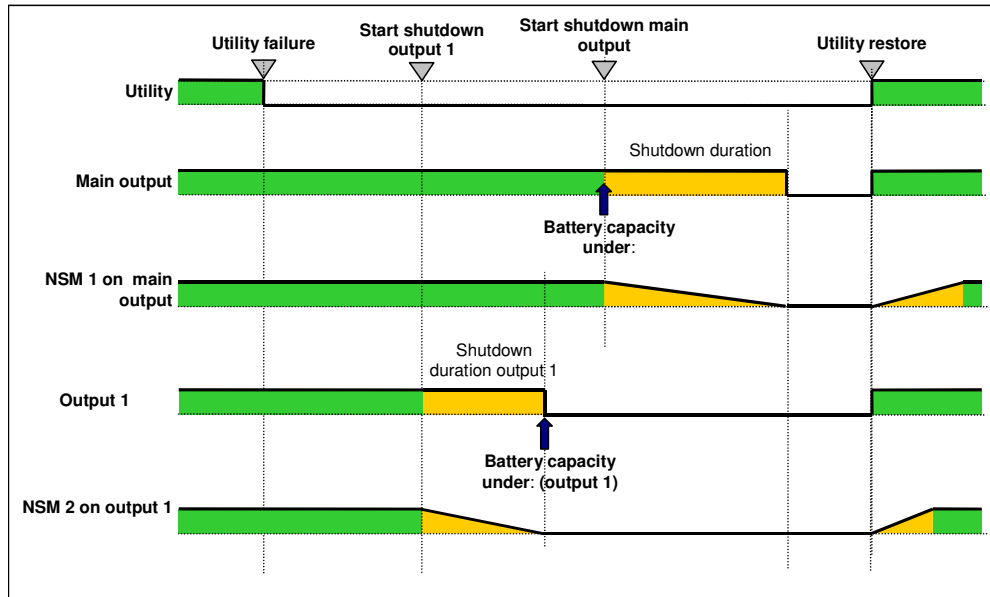 Utility failure
Start shutdown
output 1
Start shutdown main
output
Utility restore
Utility
Shutdown duration
Main output
Battery capacity
under:
NSM 1 on main
output
Shutdown
duration output 1
Output 1
Battery capacity
under: (output 1)
NSM 2 on output 1